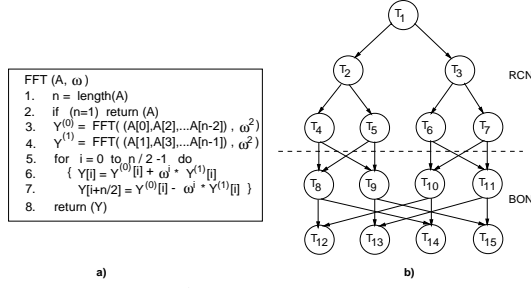 FFT (A, ω)
1. n = length(A)
2. if (n=1) return (A)
3. Y(0) = FFT( (A[0],A[2],...A[n-2]) , ω2)
4. Y(1) = FFT( (A[1],A[3],...A[n-1]) , ω2)
5. for i = 0 to n / 2 -1 do
6. { Y[i] = Y(0)[i] + ωi * Y(1)[i]
7. Y[i+n/2] = Y(0)[i] - ωi * Y(1)[i] }
8. return (Y)
a)
T1
T2 T3
RCN
T4 T5 T6 T7
T8 T9 T10 T11
BON
T12 T13 T14 T15
b)